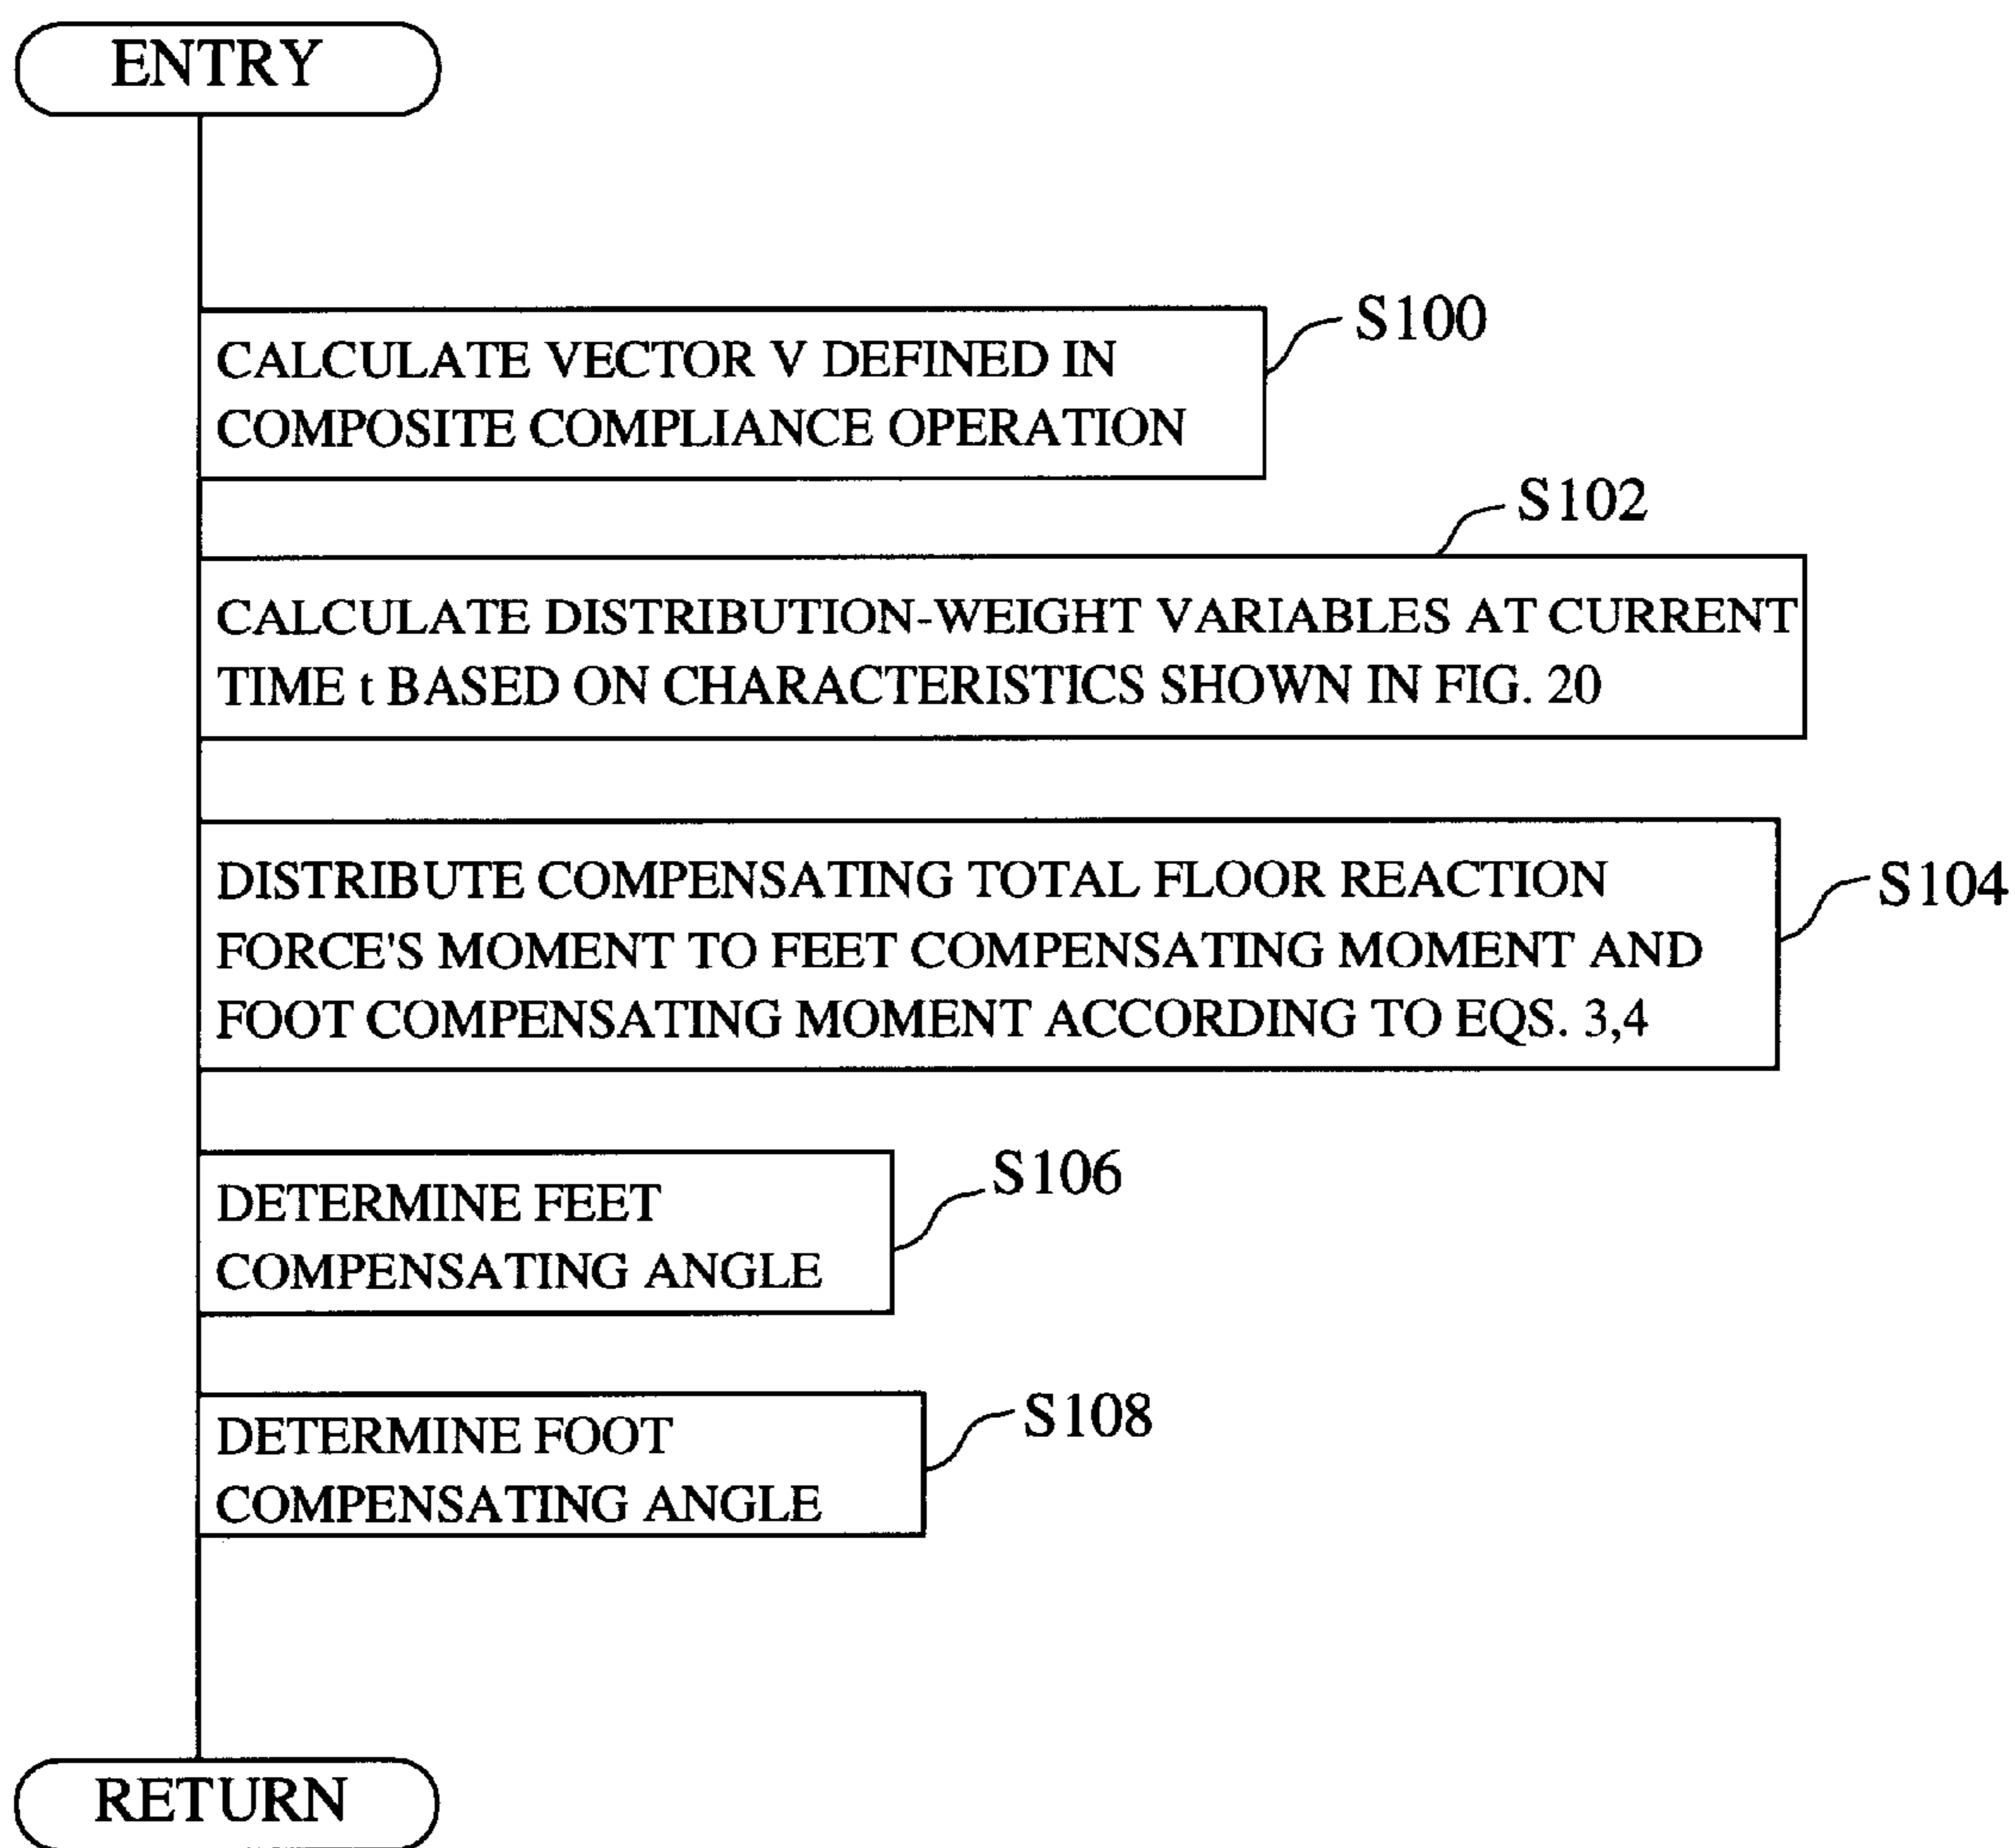 ENTRY
S100
CALCULATE VECTOR V DEFINED IN
COMPOSITE COMPLIANCE OPERATION
S102
CALCULATE DISTRIBUTION-WEIGHT VARIABLES AT CURRENT
TIME t BASED ON CHARACTERISTICS SHOWN IN FIG. 20
S104
DISTRIBUTE COMPENSATING TOTAL FLOOR REACTION
FORCE'S MOMENT TO FEET COMPENSATING MOMENT AND
FOOT COMPENSATING MOMENT ACCORDING TO EQS. 3,4
S106
DETERMINE FEET
COMPENSATING ANGLE
S108
DETERMINE FOOT
COMPENSATING ANGLE
RETURN